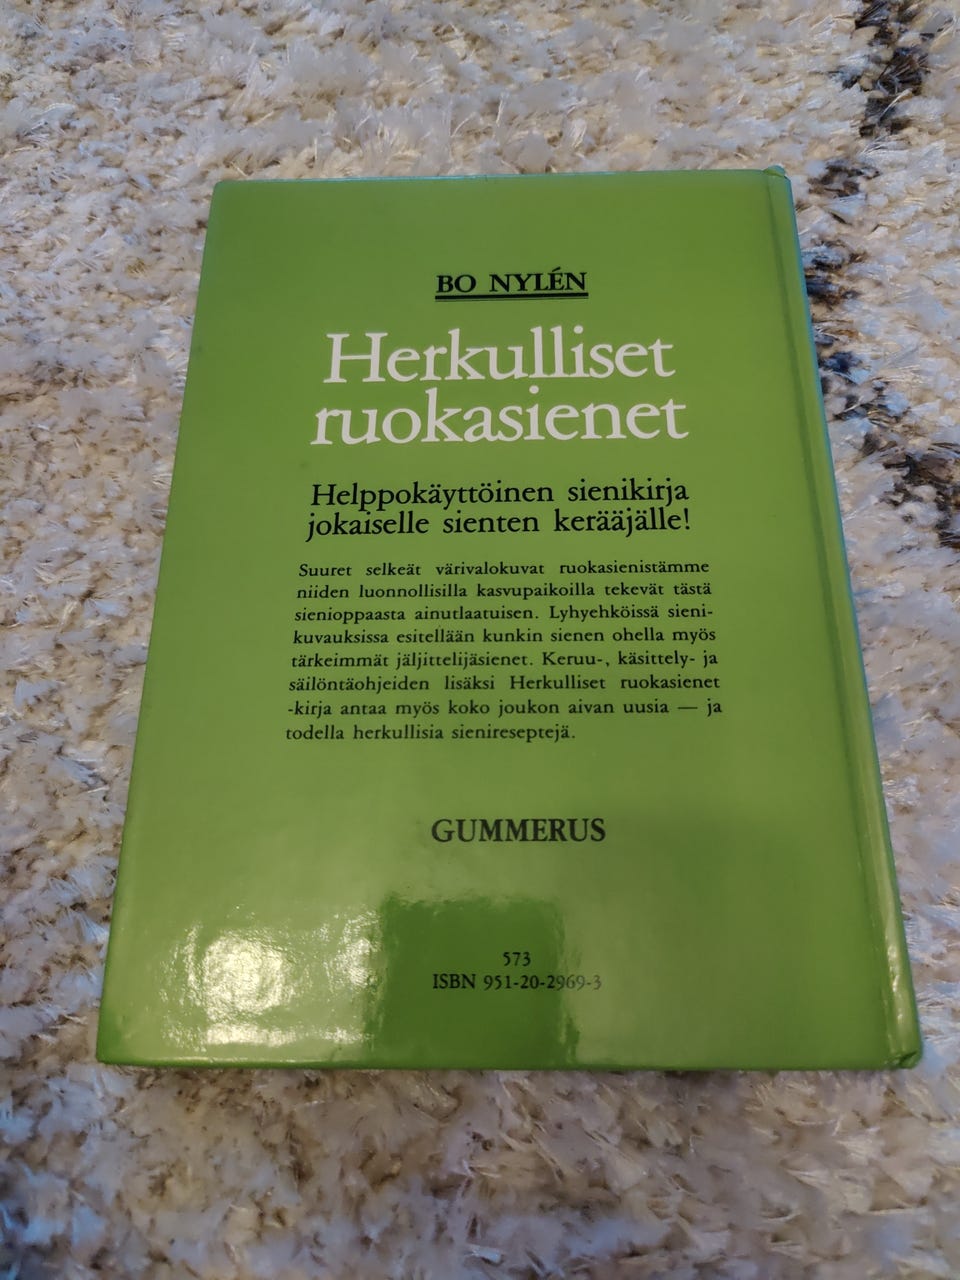 BO NYLÉN
Herkulliset
ruokasienet
Helppokäyttöinen sienikirja
jokaiselle sienten kerääjälle!
Suuret selkeät värivalokuvat ruokasienistämme
niiden luonnollisilla kasvupaikoilla tekevät tästä
sienioppaasta ainutlaatuisen. Lyhyehköissä sieni-
kuvauksissa esitellään kunkin sienen ohella myös
tärkeimmät jäljittelijäsienet. Keruu-, käsittely- ja
säilöntäohjeiden lisäksi Herkulliset ruokasienet
-kirja antaa myös koko joukon aivan uusia — ja
todella herkullisia sienireseptejä.
GUMMERUS
573
ISBN 951-20-2969-3